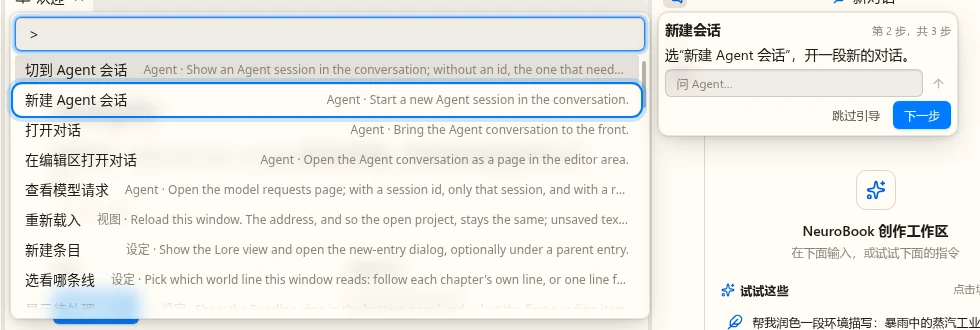 >
切到 Agent 会话 Agent · Show an Agent session in the conversation; without an id, the one that need...
新建 Agent 会话 Agent · Start a new Agent session in the conversation.
打开对话 Agent · Bring the Agent conversation to the front.
在编辑区打开对话 Agent · Open the Agent conversation as a page in the editor area.
查看模型请求 Agent · Open the model requests page; with a session id, only that session, and with a r...
重新载入 视图 · Reload this window. The address, and so the open project, stays the same; unsaved tex...
新建条目 设定 · Show the Lore view and open the new-entry dialog, optionally under a parent entry.
选看哪条线 设定 · Pick which world line this window reads: follow each chapter's own line, or one line f...
新建会话 第 2 步，共 3 步
选“新建 Agent 会话”，开一段新的对话。
问 Agent...
跳过引导 下一步
NeuroBook 创作工作区
在下面输入，或试试下面的指令
试试这些 点击
帮我润色一段环境描写：暴雨中的蒸汽工业